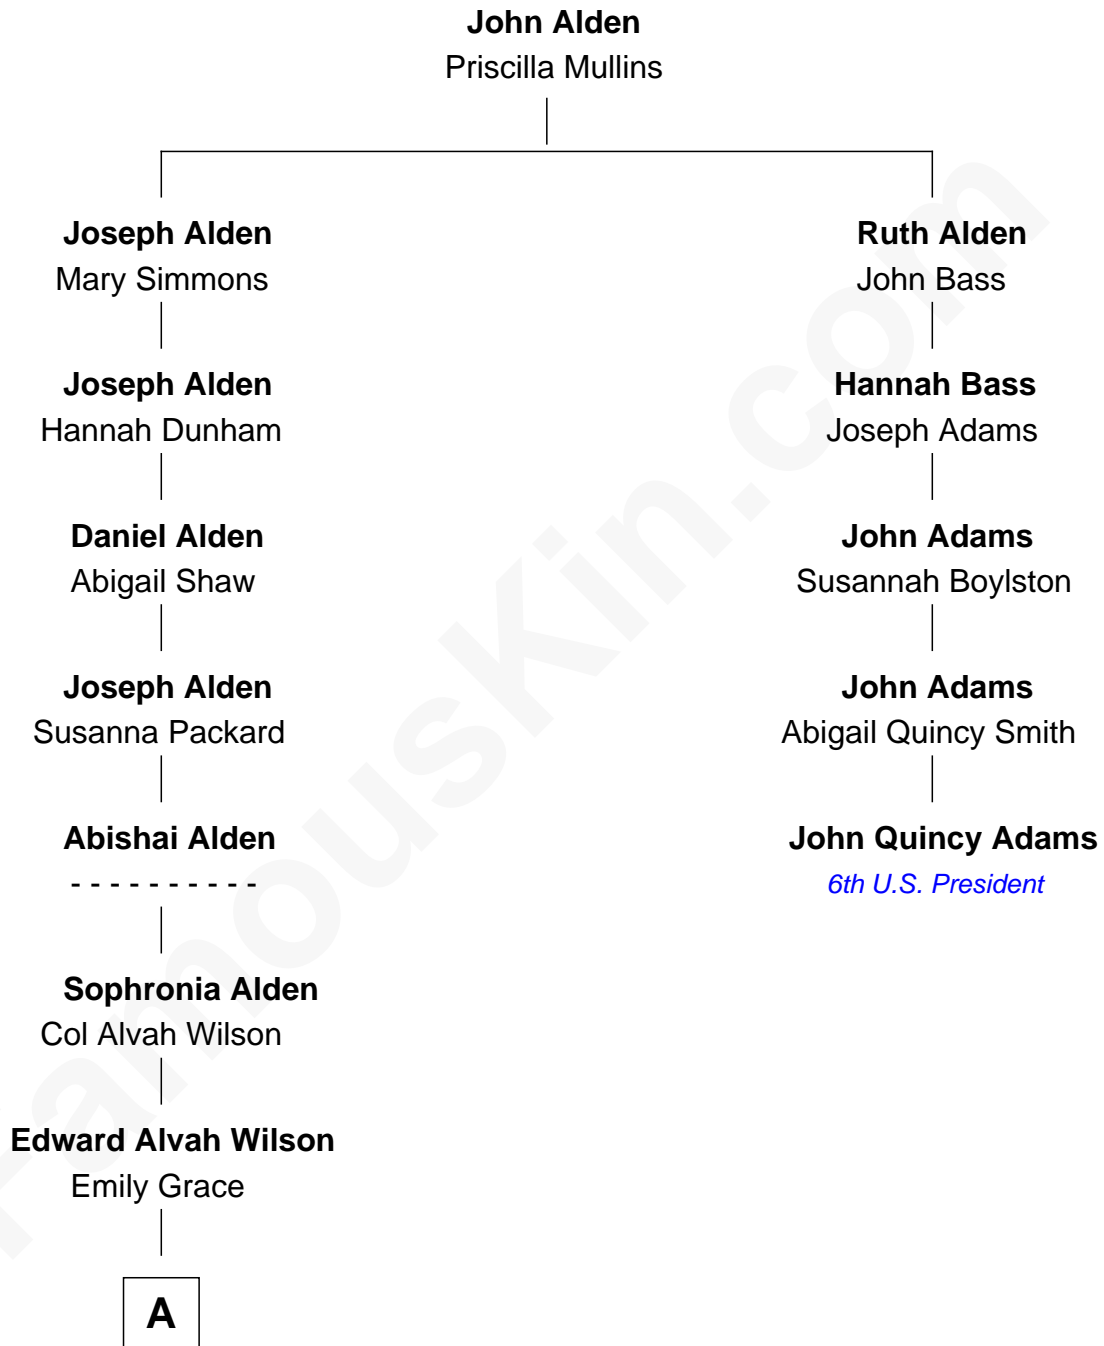 John Alden
Priscilla Mullins
Joseph Alden
Mary Simmons
Ruth Alden
John Bass
Joseph Alden
Hannah Dunham
Hannah Bass
Joseph Adams
Daniel Alden
Abigail Shaw
John Adams
Susannah Boylston
Joseph Alden
Susanna Packard
John Adams
Abigail Quincy Smith
Abishai Alden
- - - - - - - - - -
John Quincy Adams
6th U.S. President
Sophronia Alden
Col Alvah Wilson
Edward Alvah Wilson
Emily Grace
A
FamousKin.com